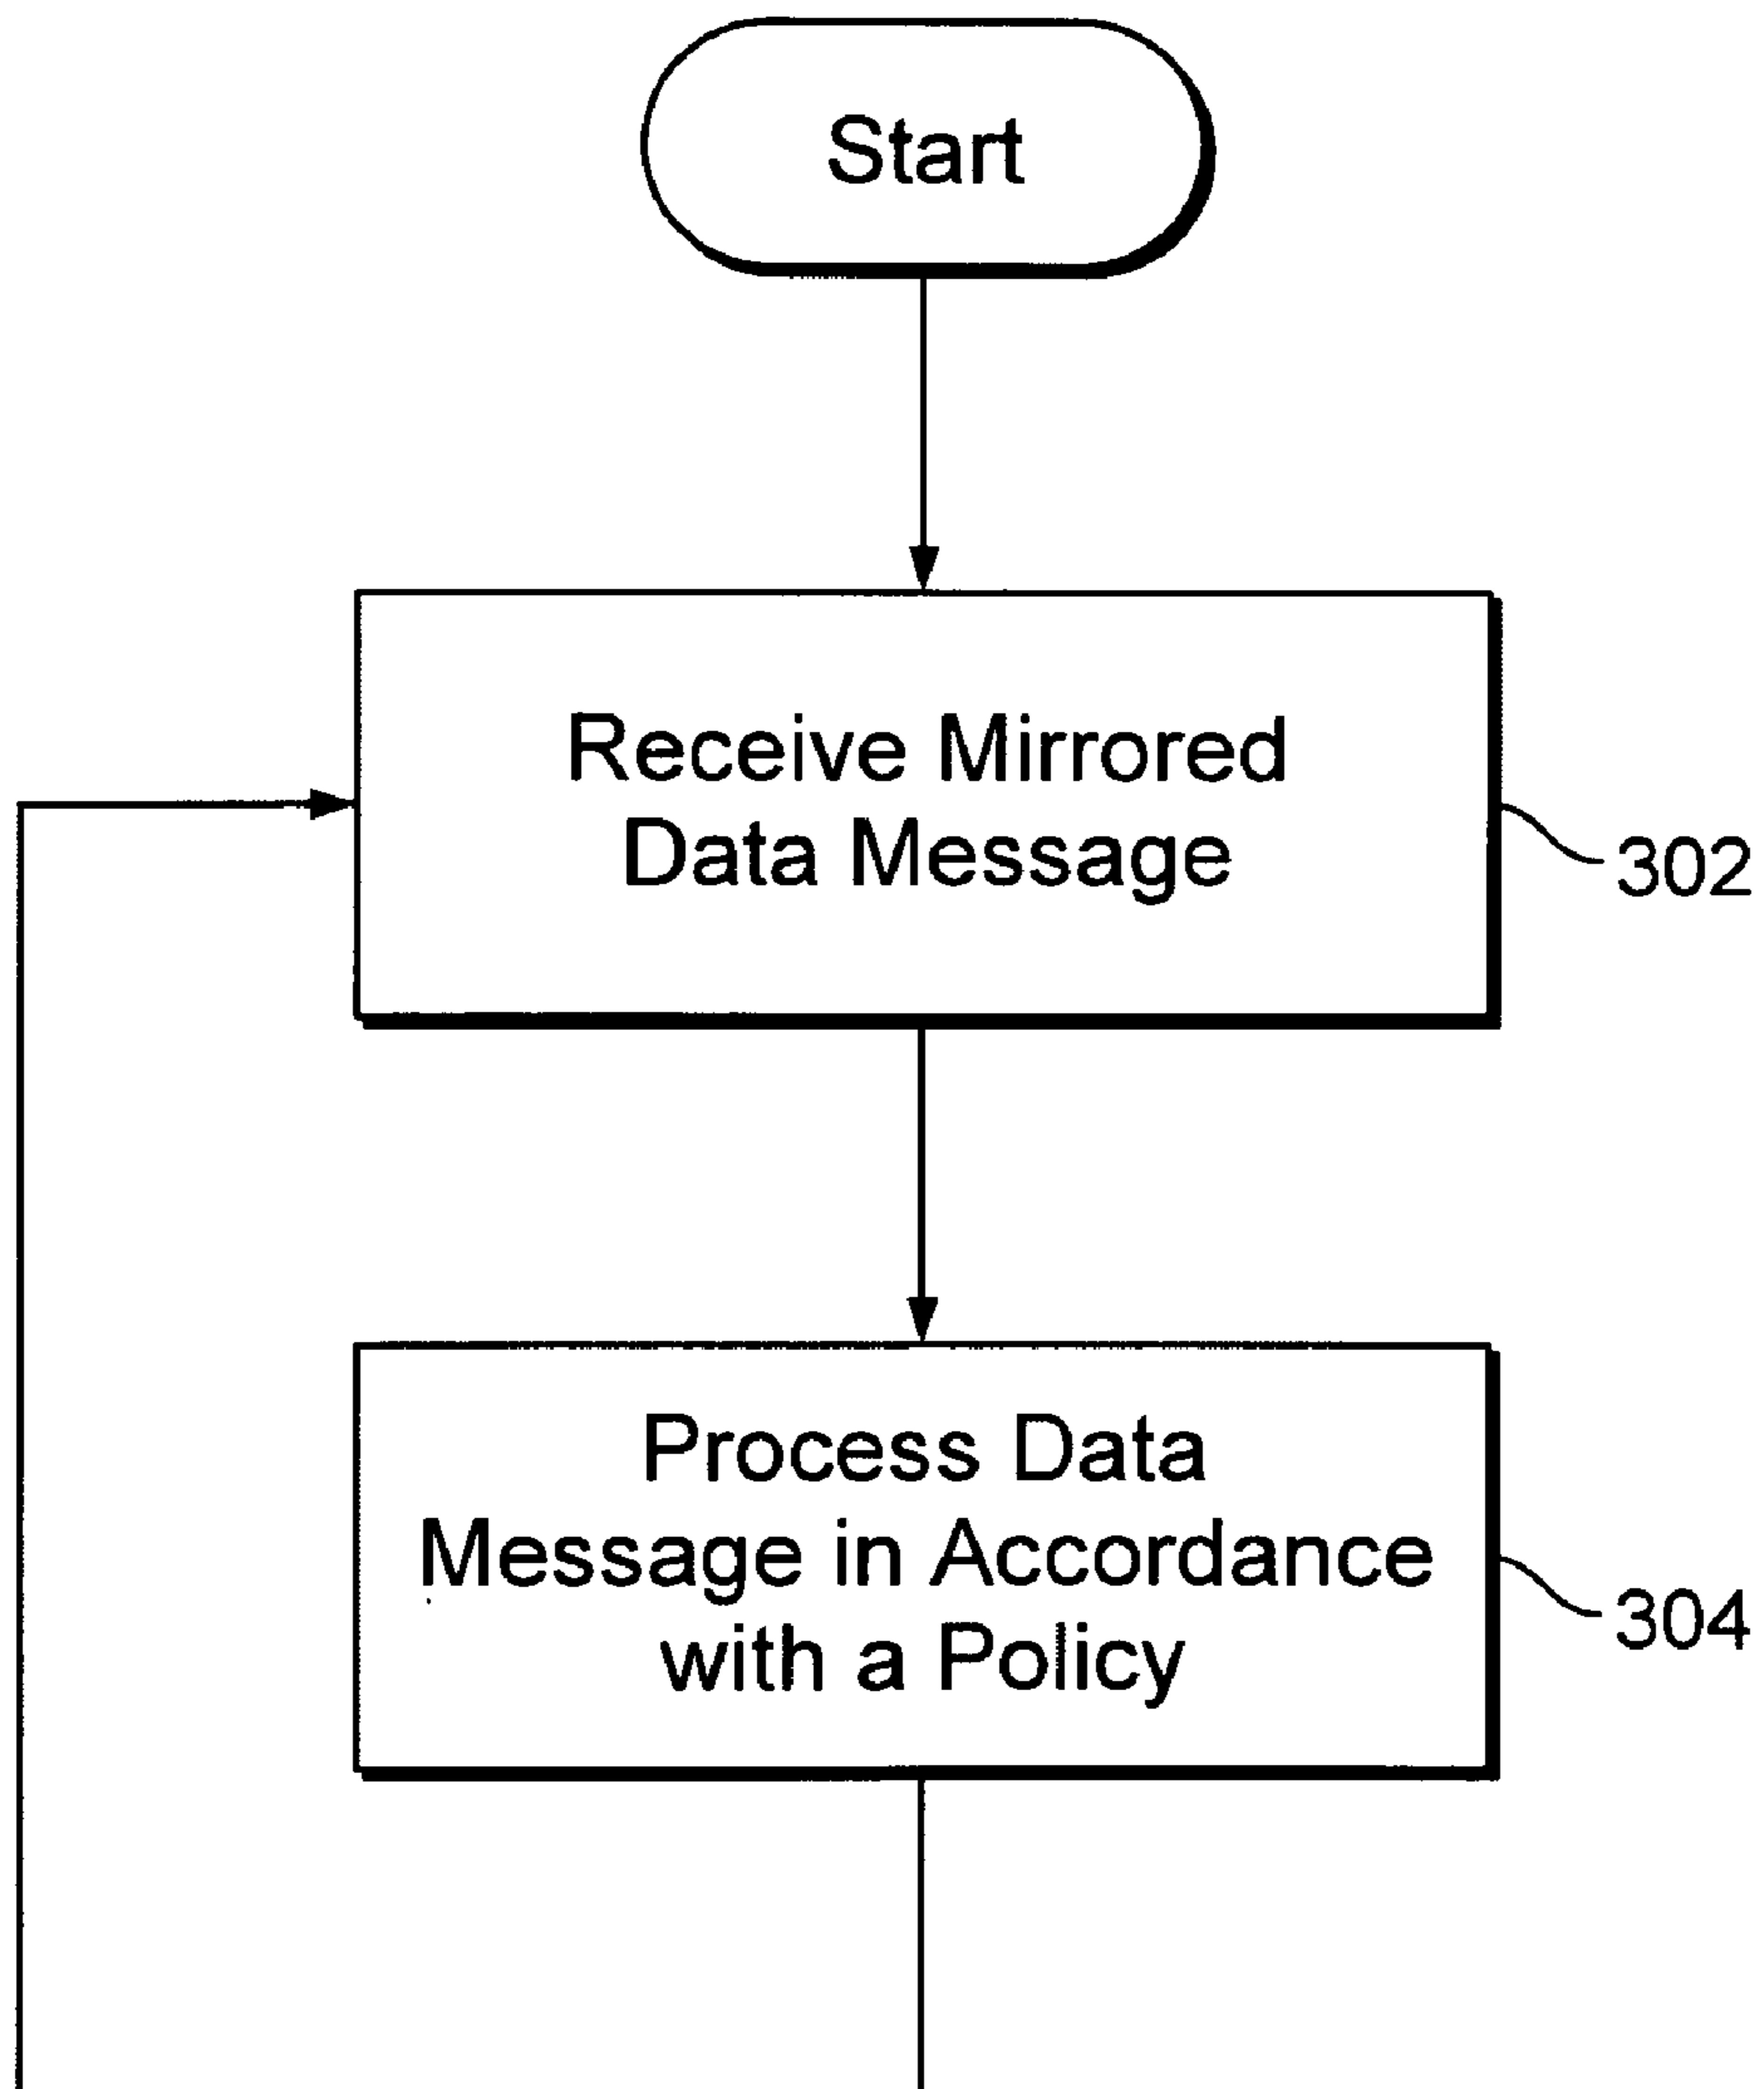 Start
Receive Mirrored
Data Message
302
Process Data
Message in Accordance
with a Policy
304